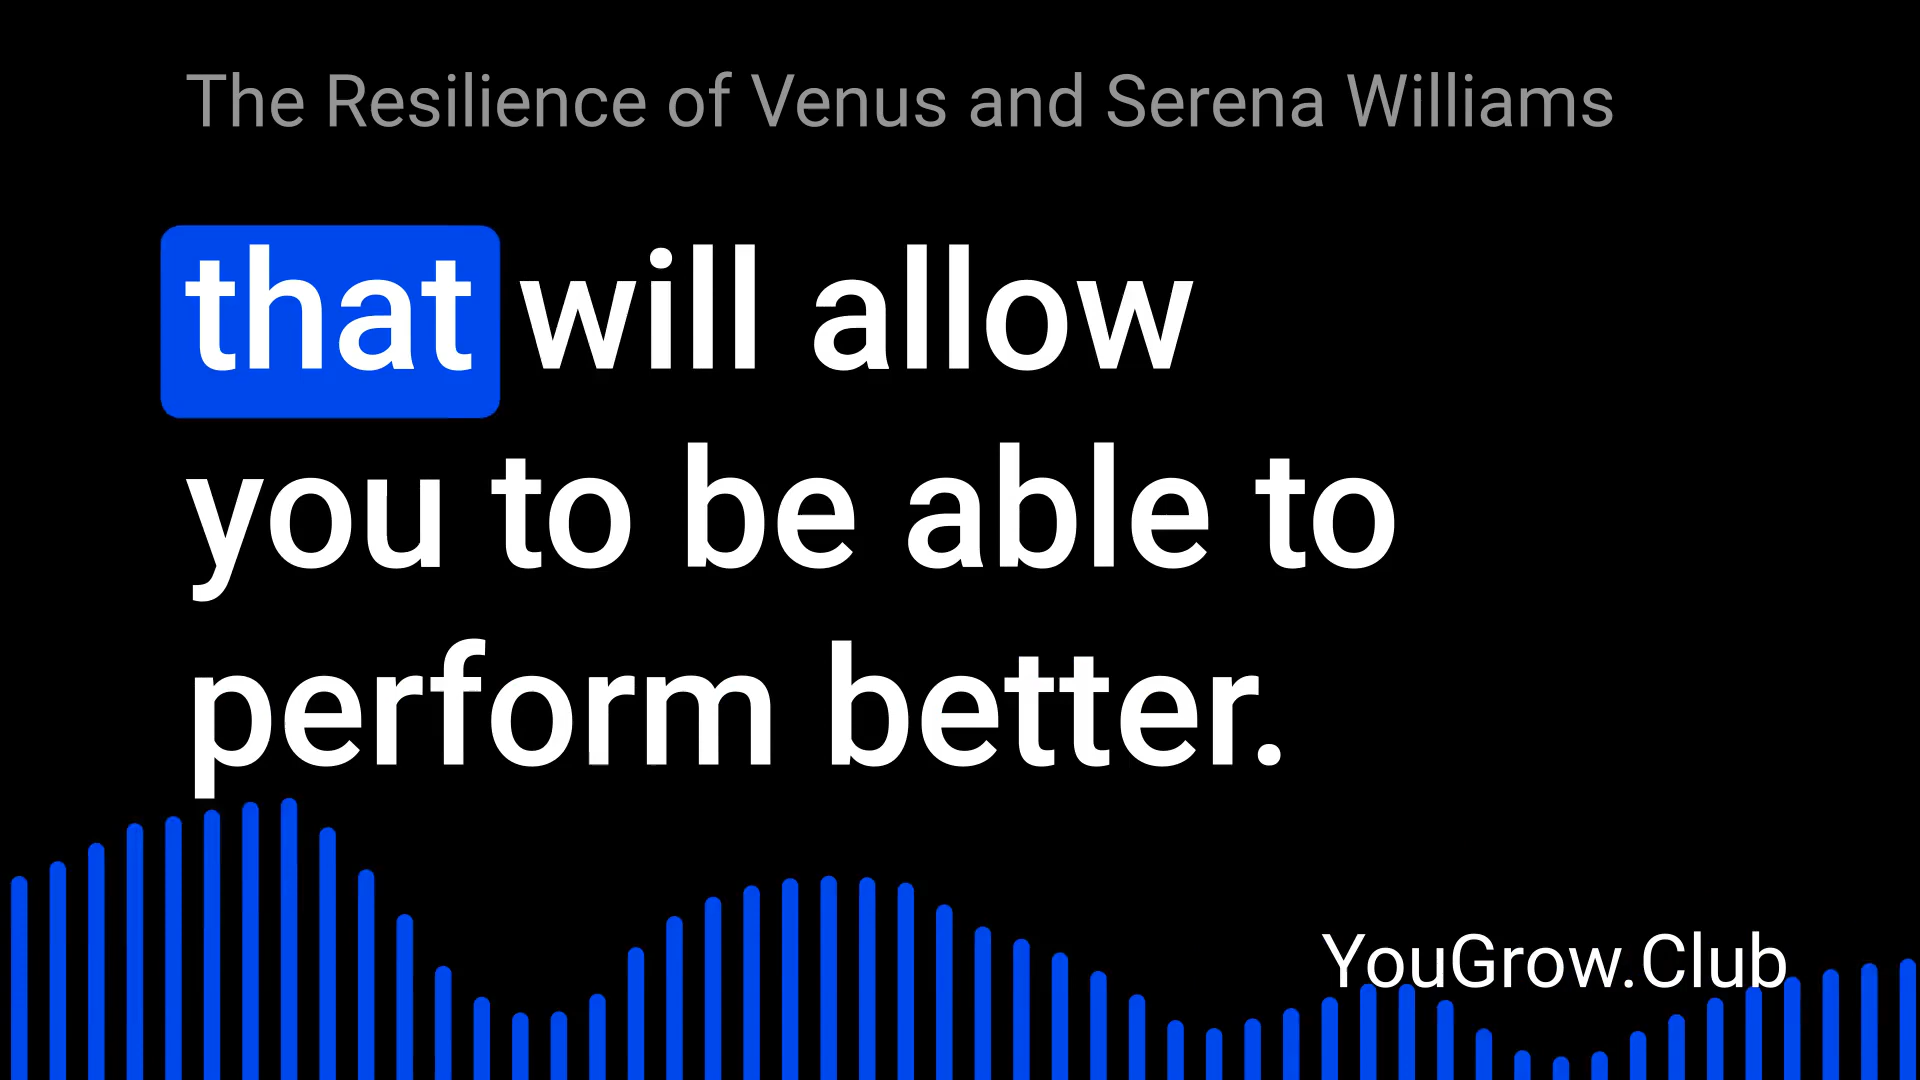 The Resilience of Venus and Serena Williams
that will allow
you to be able to
perform better.
YouGrow.Club